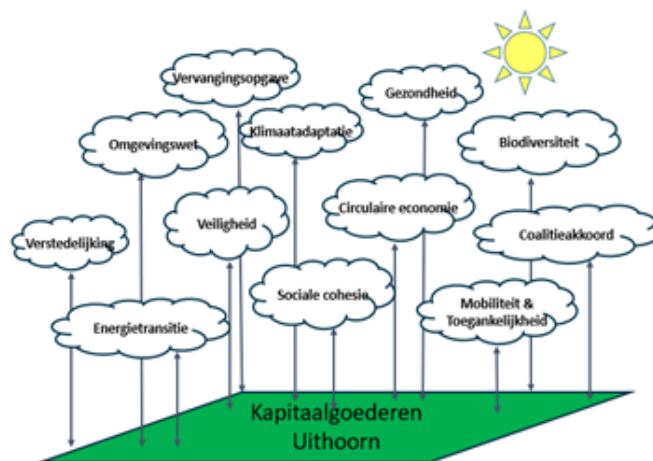 Vervangingsopgave
Gezondheid
Omgevingswet
Klimaatadaptatie
Biodiversiteit
Verstedelijking
Veiligheid
Circulaire economie
Coalitieakkoord
Energietransitie
Sociale cohesie
Mobiliteit &
Toegankelijkheid
Kapitaalgoederen
Uithoorn